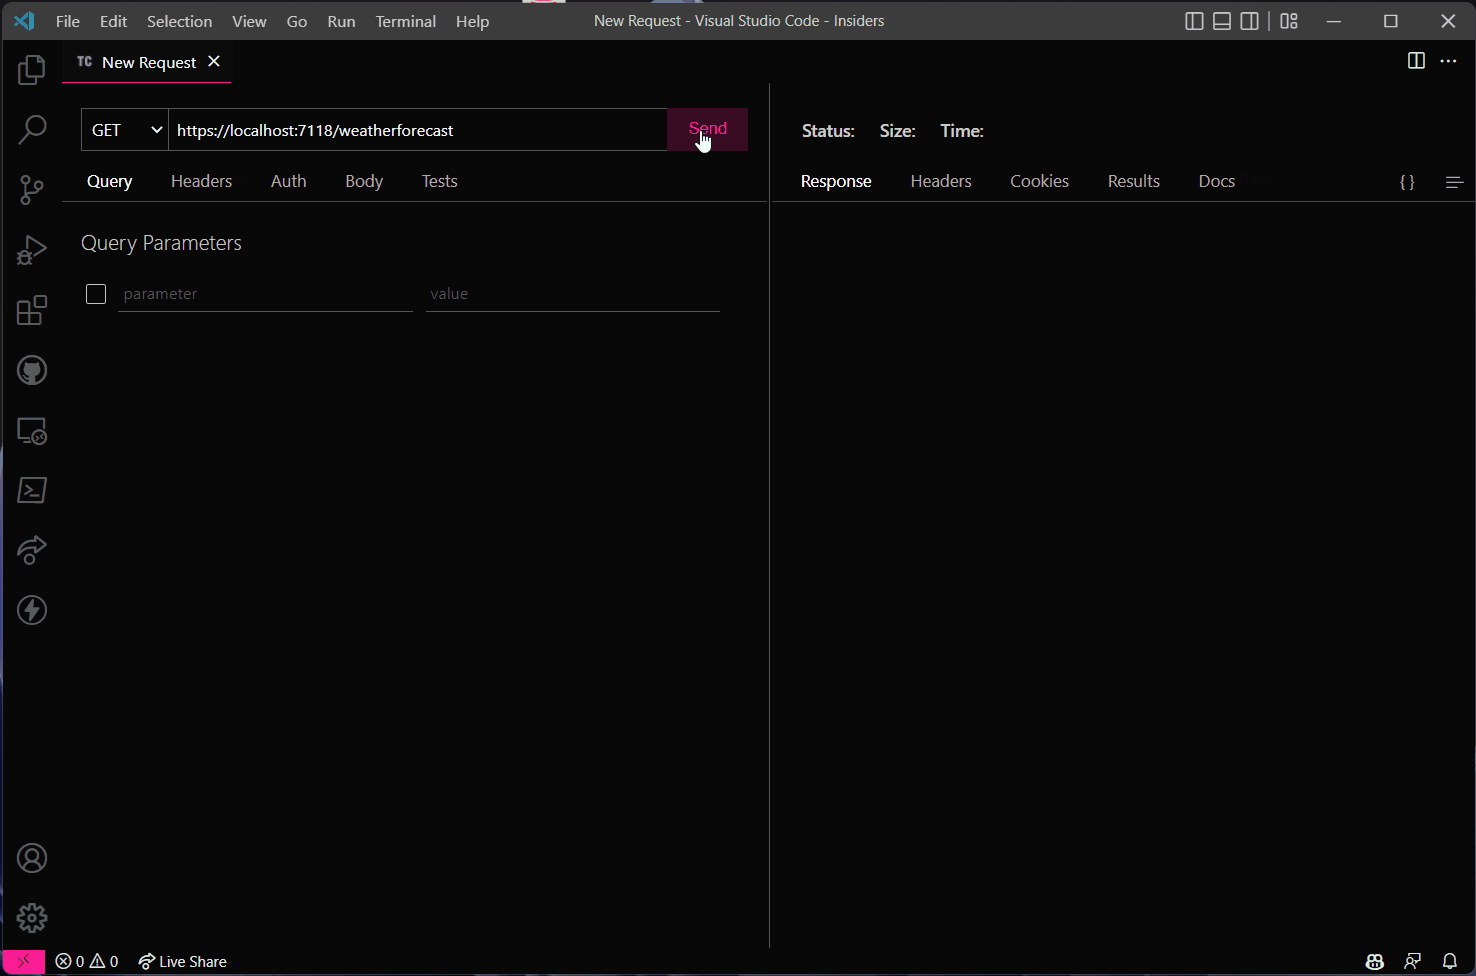 File Edit Selection View Go Run Terminal Help New Request - Visual Studio Code - Insiders
TC New Request
GET https://localhost:7118/weatherforecast Send
Status: Size: Time:
Query Headers Auth Body Tests
Response Headers Cookies Results Docs { }
Query Parameters
parameter value
0 0 Live Share